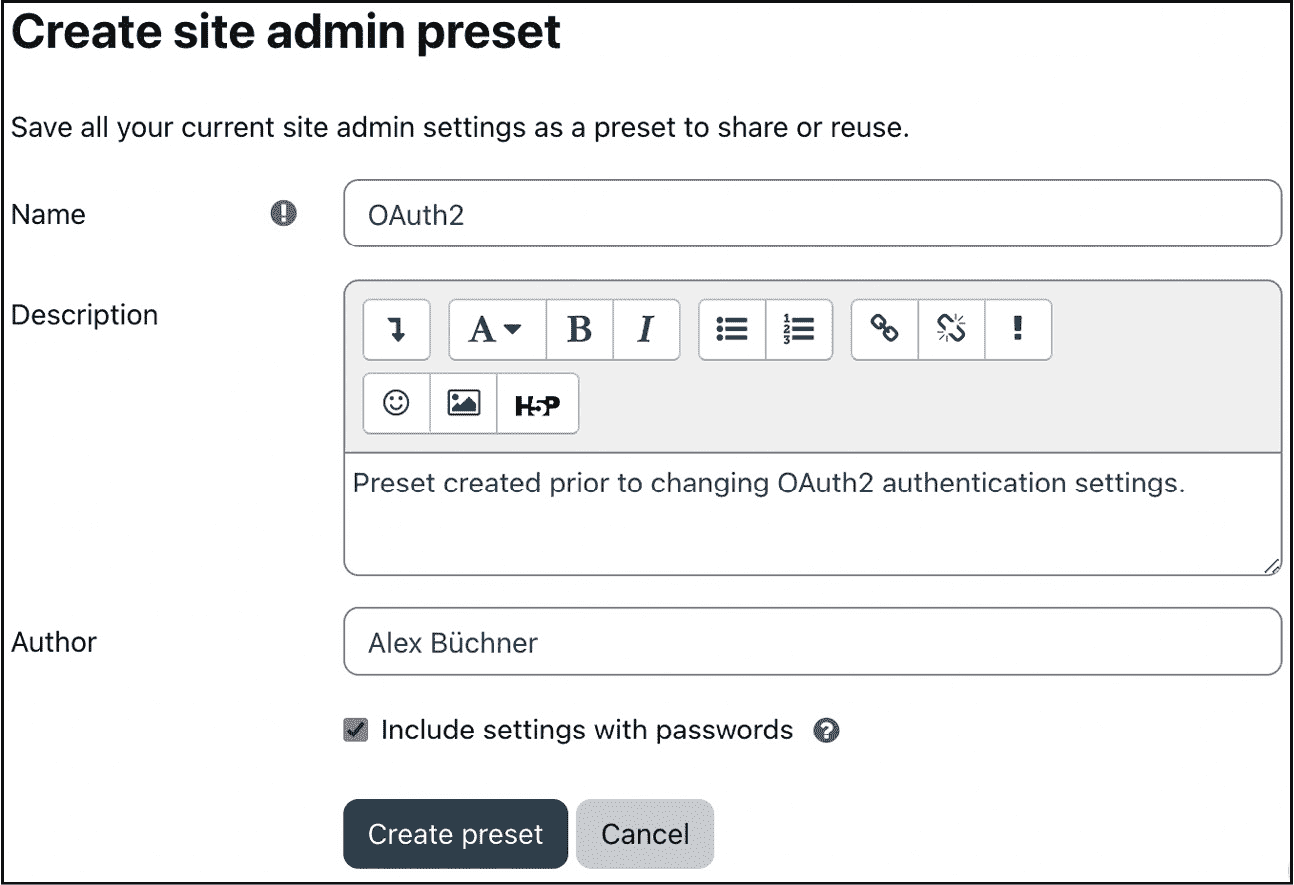 Create site admin preset
Save all your current site admin settings as a preset to share or reuse.
Name
OAuth2
Description
A B I
H5P
Preset created prior to changing OAuth2 authentication settings.
Author
Alex Büchner
Include settings with passwords
Create preset Cancel